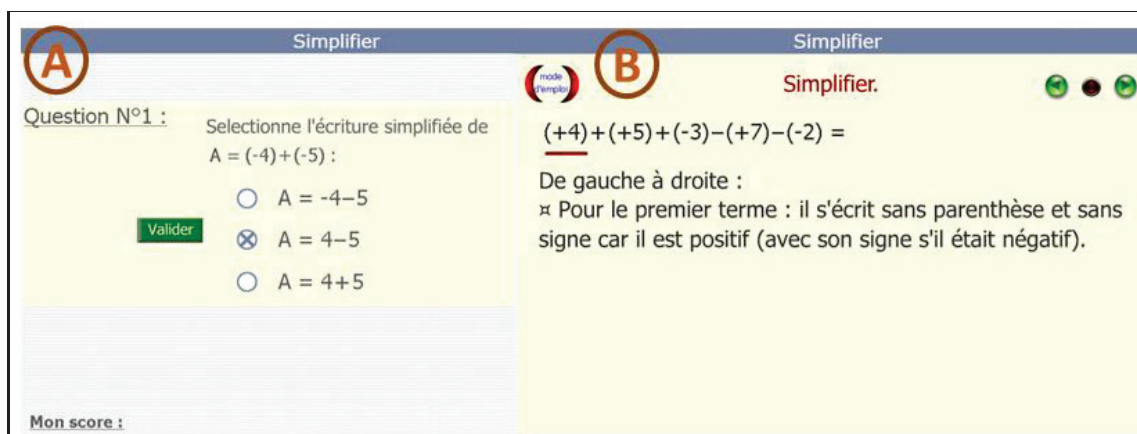 Simplifier
A
Question N°1 :
Selectionne l'écriture simplifiée de
A = (-4)+(-5) :
A = -4−5
Valider
A = 4−5
A = 4+5
Mon score :
Simplifier
B
mode
d'emploi
Simplifier.
(+4)+(+5)+(-3)−(+7)−(-2) =
De gauche à droite :
¤ Pour le premier terme : il s'écrit sans parenthèse et sans
signe car il est positif (avec son signe s'il était négatif).